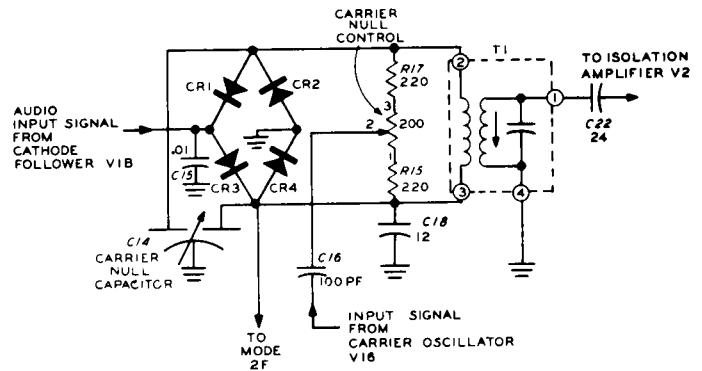 CARRIER
NULL
CONTROL
T1
TO ISOLATION
AMPLIFIER V2
R17
220
2
1
CR1
CR2
3
2
200
C22
24
AUDIO
INPUT SIGNAL
FROM
CATHODE
FOLLOWER V1B
.01
C15
CR3
CR4
1
R15
220
3
4
C14
CARRIER
NULL
CAPACITOR
C18
12
C16
100 PF
INPUT SIGNAL
FROM
CARRIER OSCILLATOR
V16
TO
MODE
2F